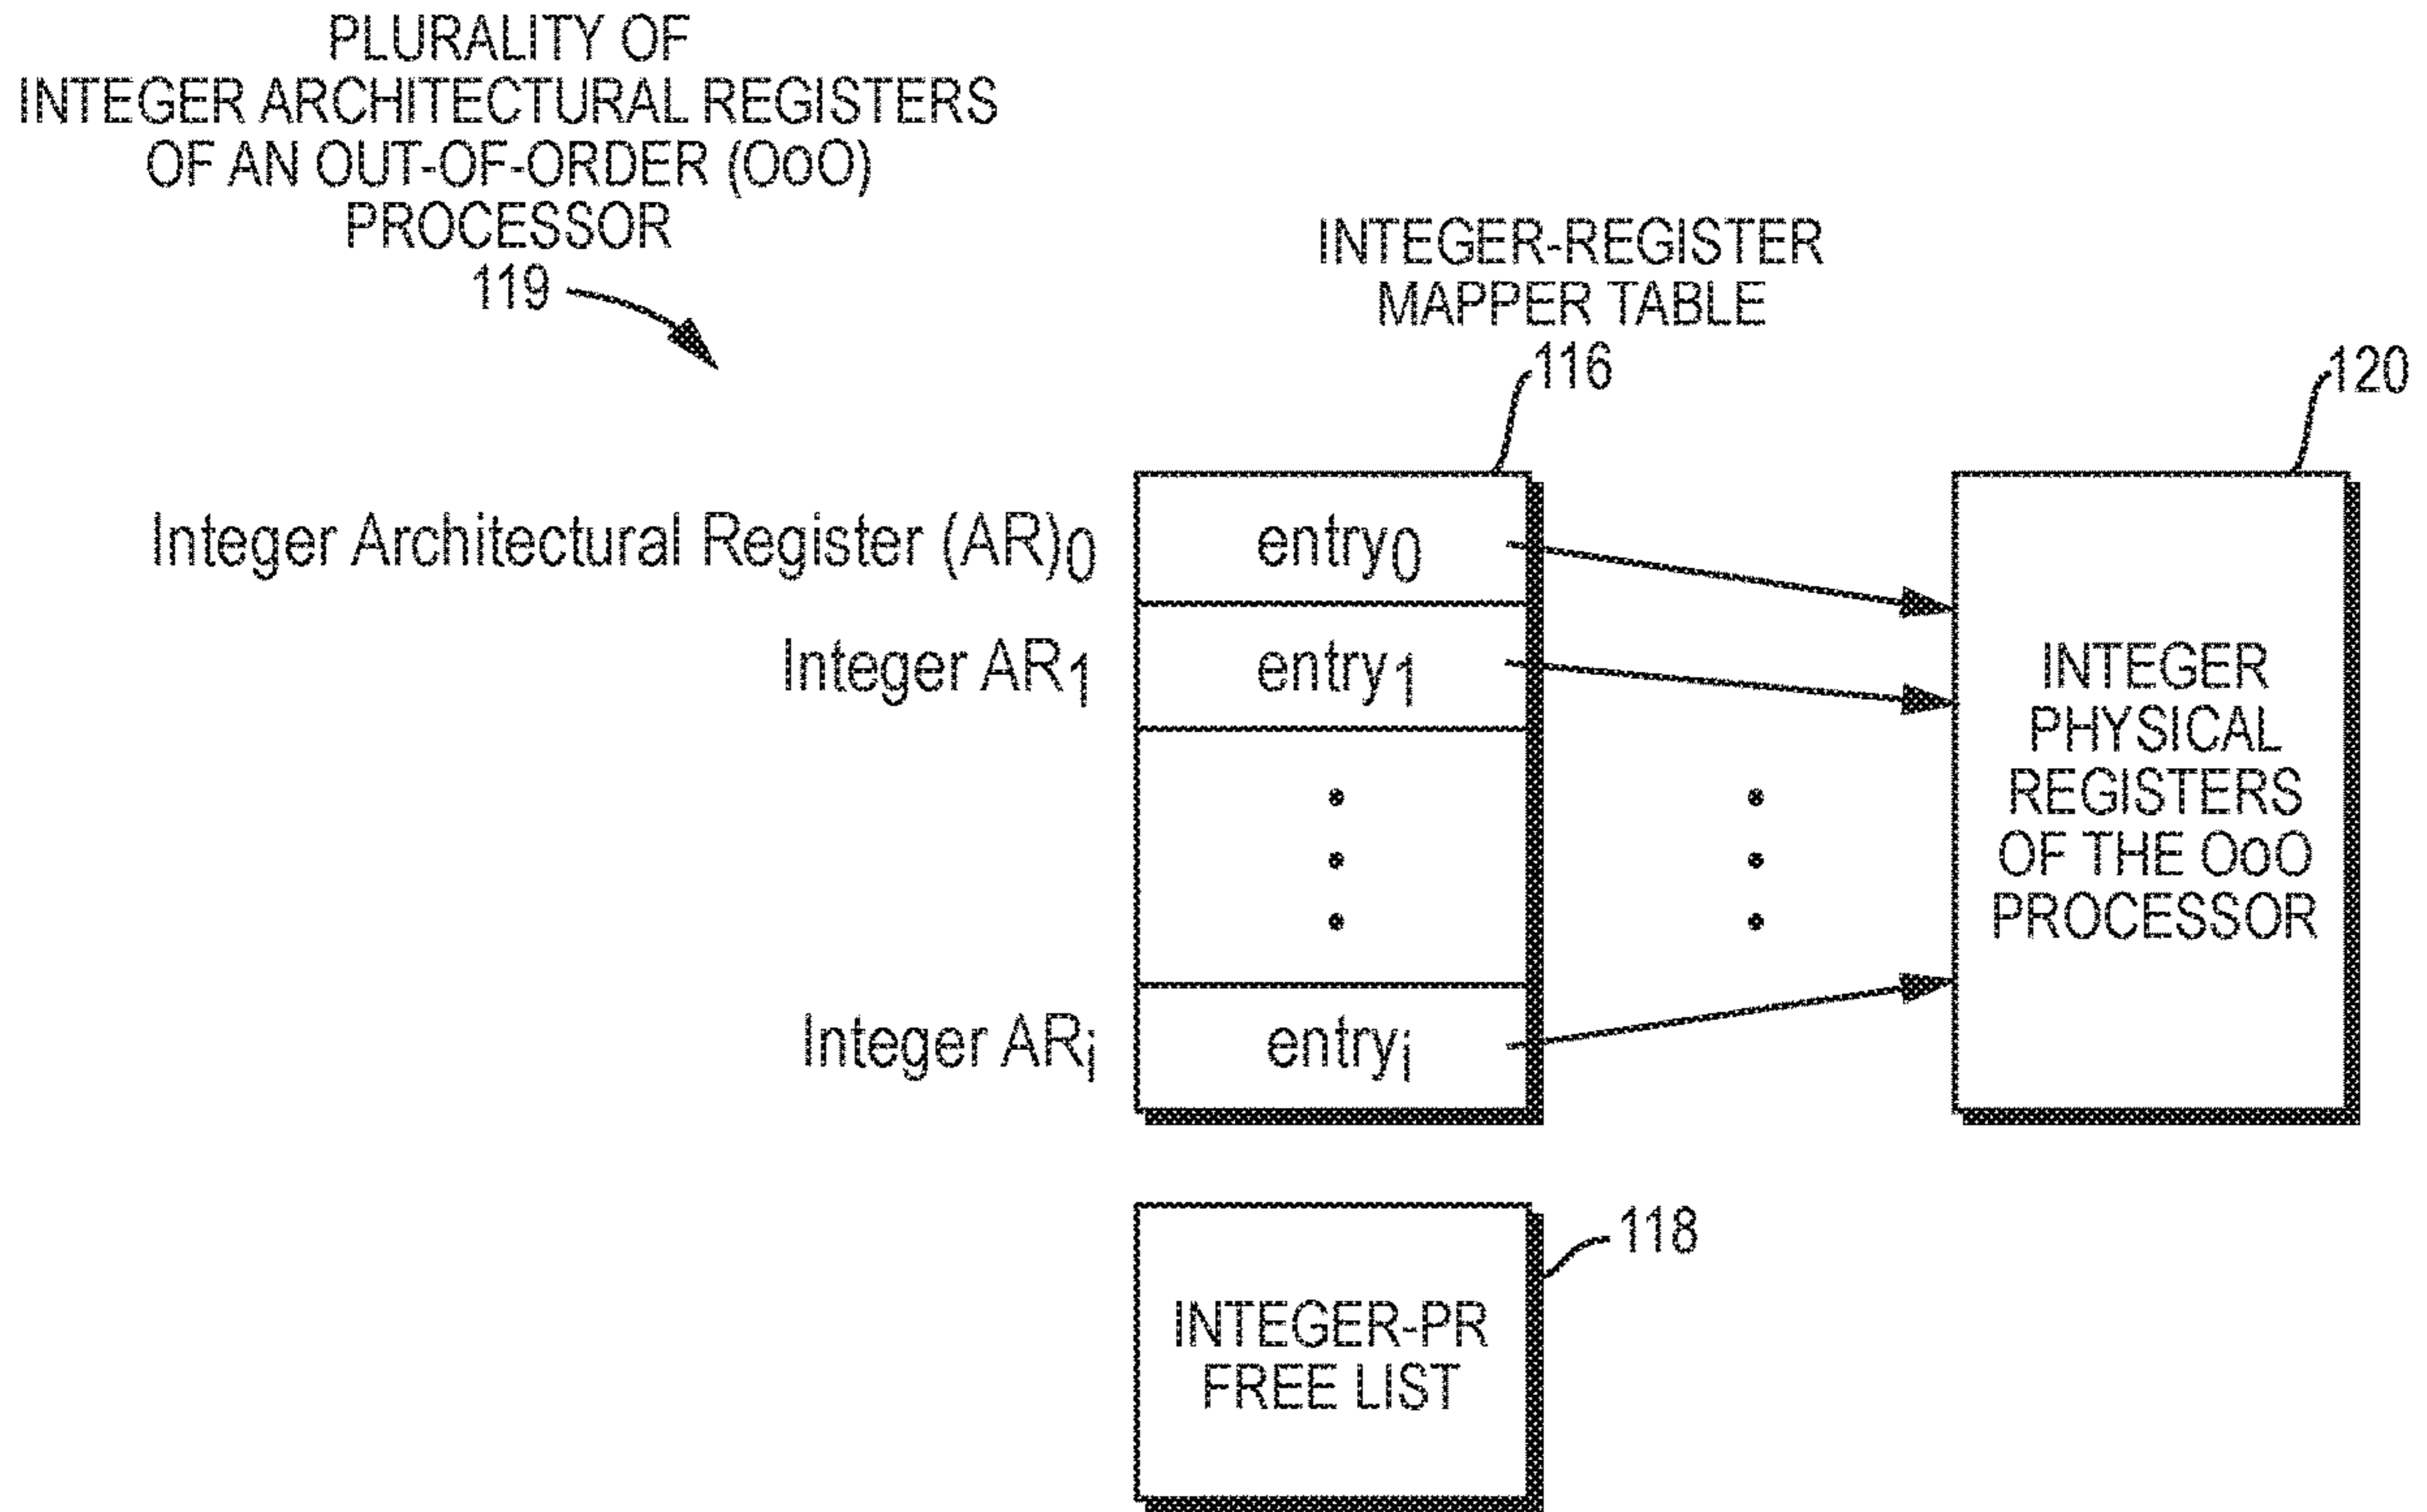 PLURALITY OF
INTEGER ARCHITECTURAL REGISTERS
OF AN OUT-OF-ORDER (OoO)
PROCESSOR
119
INTEGER-REGISTER
MAPPER TABLE
116
120
Integer Architectural Register (AR)0
entry0
Integer AR1
entry1
INTEGER
PHYSICAL
REGISTERS
OF THE OoO
PROCESSOR
Integer ARi
entryi
118
INTEGER-PR
FREE LIST